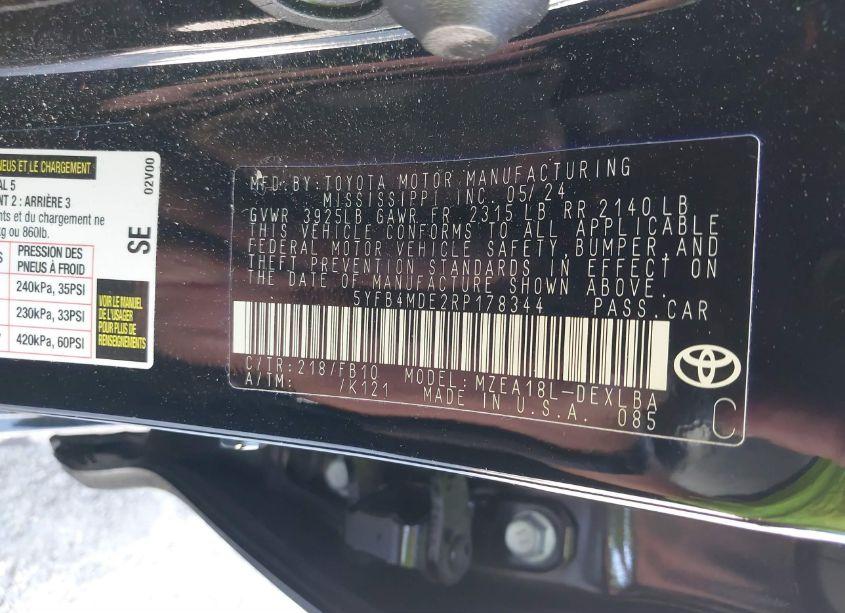 NEUS ET LE CHARGEMENT
AL 5
NT 2 : ARRIÈRE 3
nts et du chargement ne
kg ou 860lb.
PRESSION DES
PNEUS À FROID
240kPa, 35PSI
230kPa, 33PSI
420kPa, 60PSI
02V00
SE
VOIR LE MANUEL
DE L'USAGER
POUR PLUS DE
RENSEIGNEMENTS
MFD. BY: TOYOTA MOTOR MANUFACTURING
MISSISSIPPI INC. 05/24
GVWR 3925LB GAWR FR. 2315 LB RR 2140 LB
THIS VEHICLE CONFORMS TO ALL APPLICABLE
FEDERAL MOTOR VEHICLE SAFETY, BUMPER, AND
THEFT PREVENTION STANDARDS IN EFFECT ON
THE DATE OF MANUFACTURE SHOWN ABOVE.
5YFB4MDE2RP178344 PASS.CAR
C/TR: 218/FB10 MODEL: MZEA18L-DEXLBA
A/TM: /K121 MADE IN U.S.A. 085
C